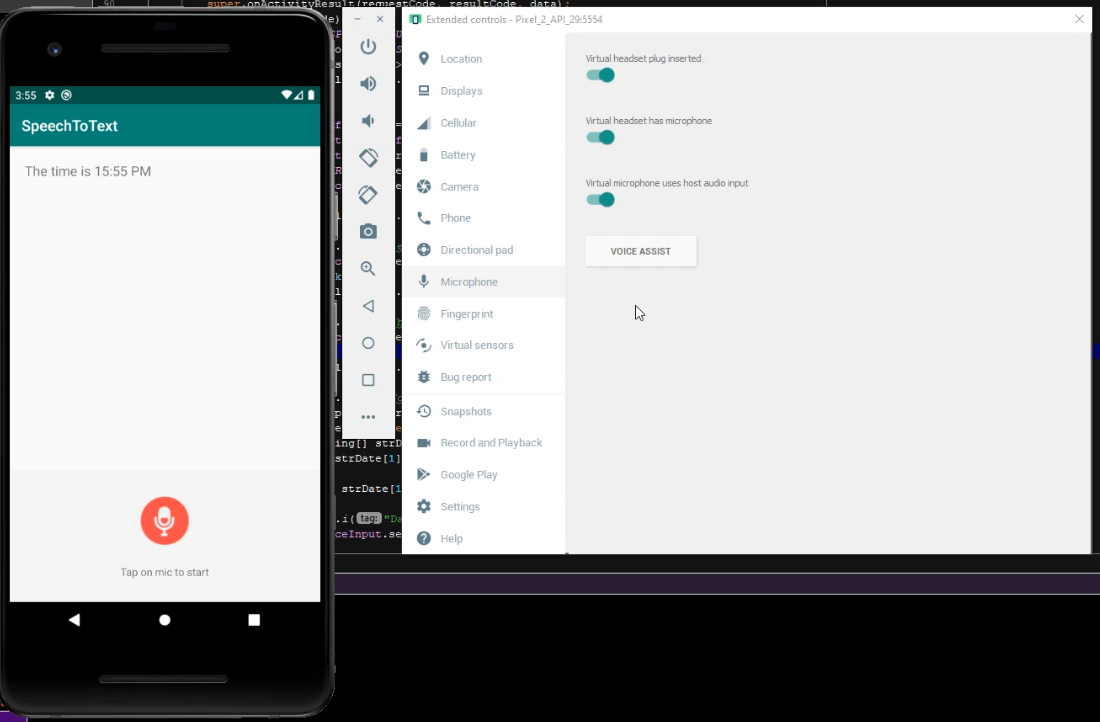 90
super.onActivityResult(requestCode, resultCode, data);
Extended controls - Pixel_2_API_29:5554
3:55
SpeechToText
The time is 15:55 PM
Tap on mic to start
Location
Displays
Cellular
Battery
Camera
Phone
Directional pad
Microphone
Fingerprint
Virtual sensors
Bug report
Snapshots
Record and Playback
Google Play
Settings
Help
Virtual headset plug inserted
Virtual headset has microphone
Virtual microphone uses host audio input
VOICE ASSIST
ing[] strD
strDate[1]
strDate[1
.i( tag: "Da
ceInput.se